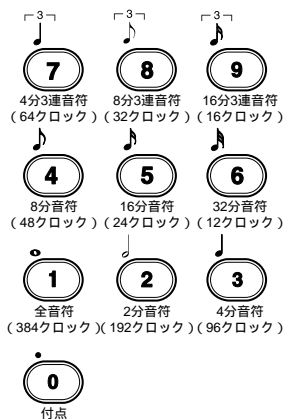 3 3 3
7 8 9
4分3連音符 8分3連音符 16分3連音符
(64クロック) (32クロック) (16クロック)
4 5 6
8分音符 16分音符 32分音符
(48クロック) (24クロック) (12クロック)
1 2 3
全音符 2分音符 4分音符
(384クロック) (192クロック) (96クロック)
0
付点